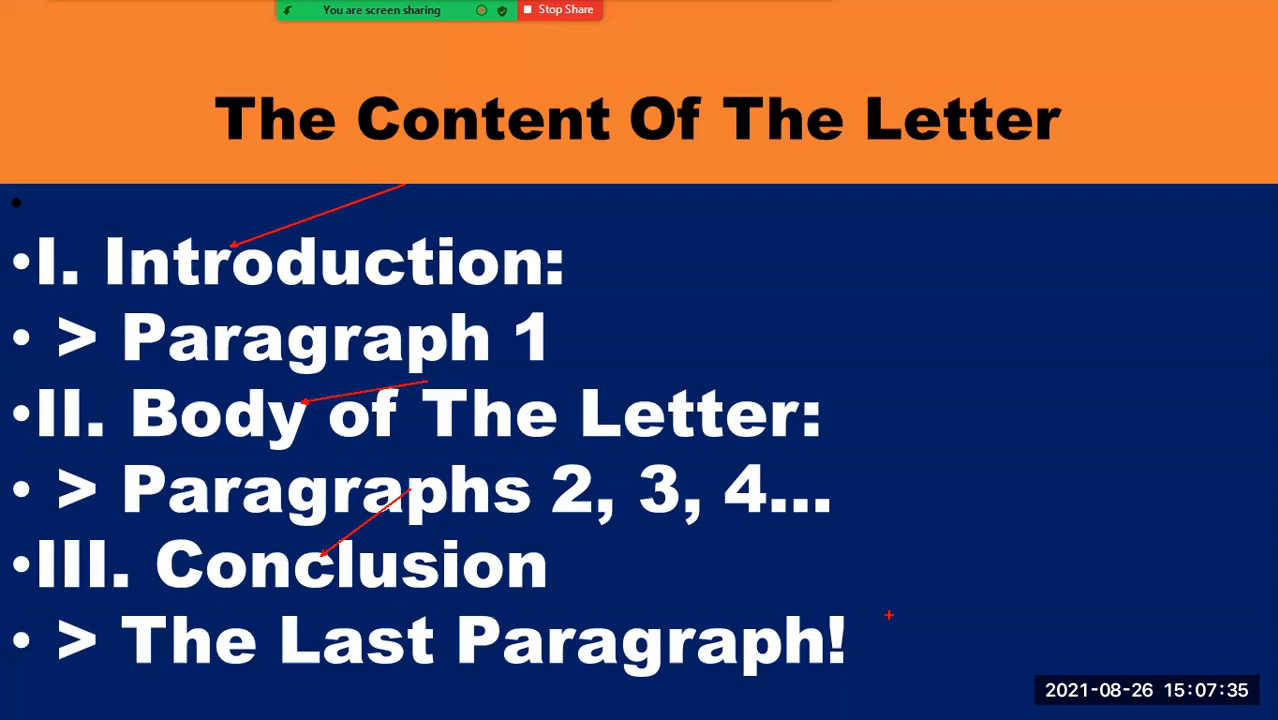 You are screen sharing Stop Share
The Content Of The Letter
•
•I. Introduction:
• > Paragraph 1
•II. Body of The Letter:
• > Paragraphs 2, 3, 4...
•III. Conclusion
• > The Last Paragraph!
2021-08-26 15:07:35